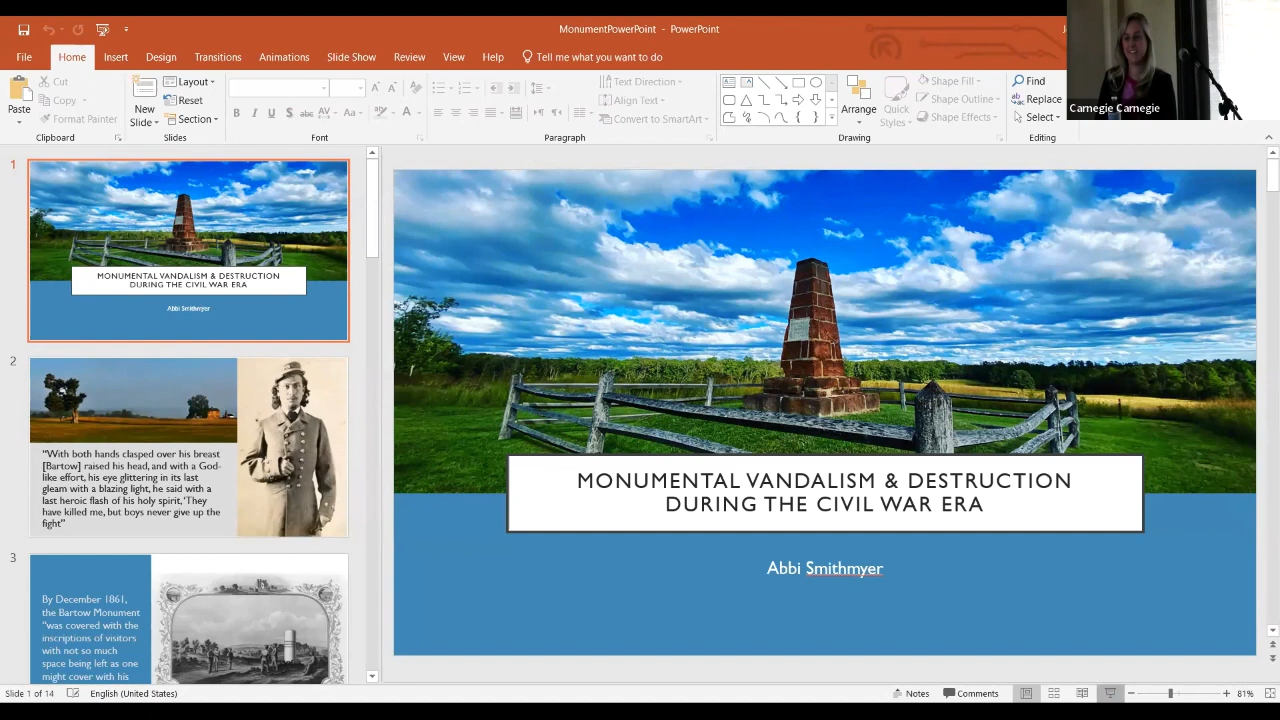 MonumentPowerPoint - PowerPoint
File Home Insert Design Transitions Animations Slide Show Review View Help Tell me what you want to do
Paste
Cut
Copy
Format Painter
Clipboard
New
Slide
Layout
Reset
Section
Slides
B I U S abc AV Aa A
Font
Text Direction
Align Text
Convert to SmartArt
Paragraph
Arrange
Quick
Styles
Shape Fill
Shape Outline
Shape Effects
Drawing
Find
Replace
Select
Editing
Carnegie Carnegie
1
MONUMENTAL VANDALISM & DESTRUCTION
DURING THE CIVIL WAR ERA
Abbi Smithmyer
2
“With both hands clasped over his breast
[Bartow] raised his head, and with a God-
like effort, his eye glittering in its last
gleam with a blazing light, he said with a
last heroic flash of his holy spirit, ‘They
have killed me, but boys never give up the
fight”
3
By December 1861,
the Bartow Monument
“was covered with the
inscriptions of visitors
with not so much
space being left as one
might cover with his
MONUMENTAL VANDALISM & DESTRUCTION
DURING THE CIVIL WAR ERA
Abbi Smithmyer
Slide 1 of 14 English (United States) Notes Comments 81%